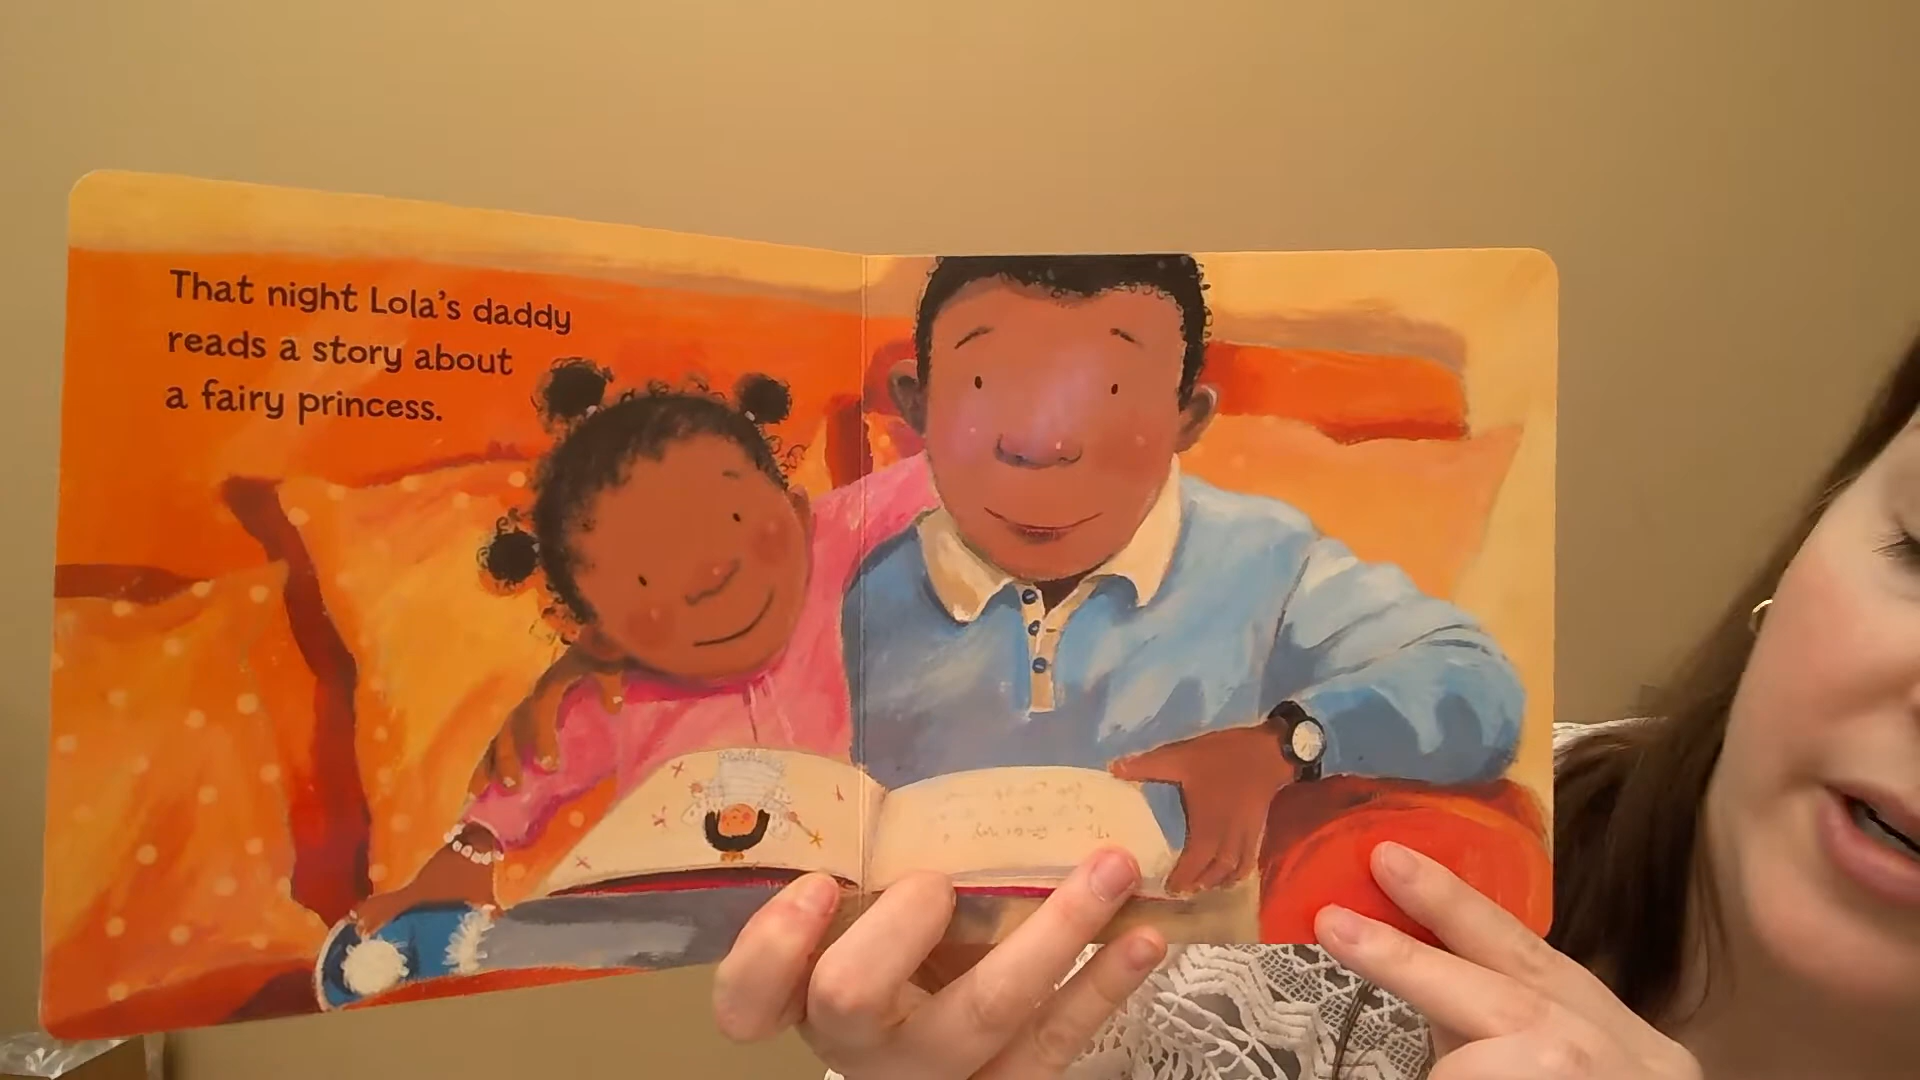 That night Lola's daddy
reads a story about
a fairy princess.